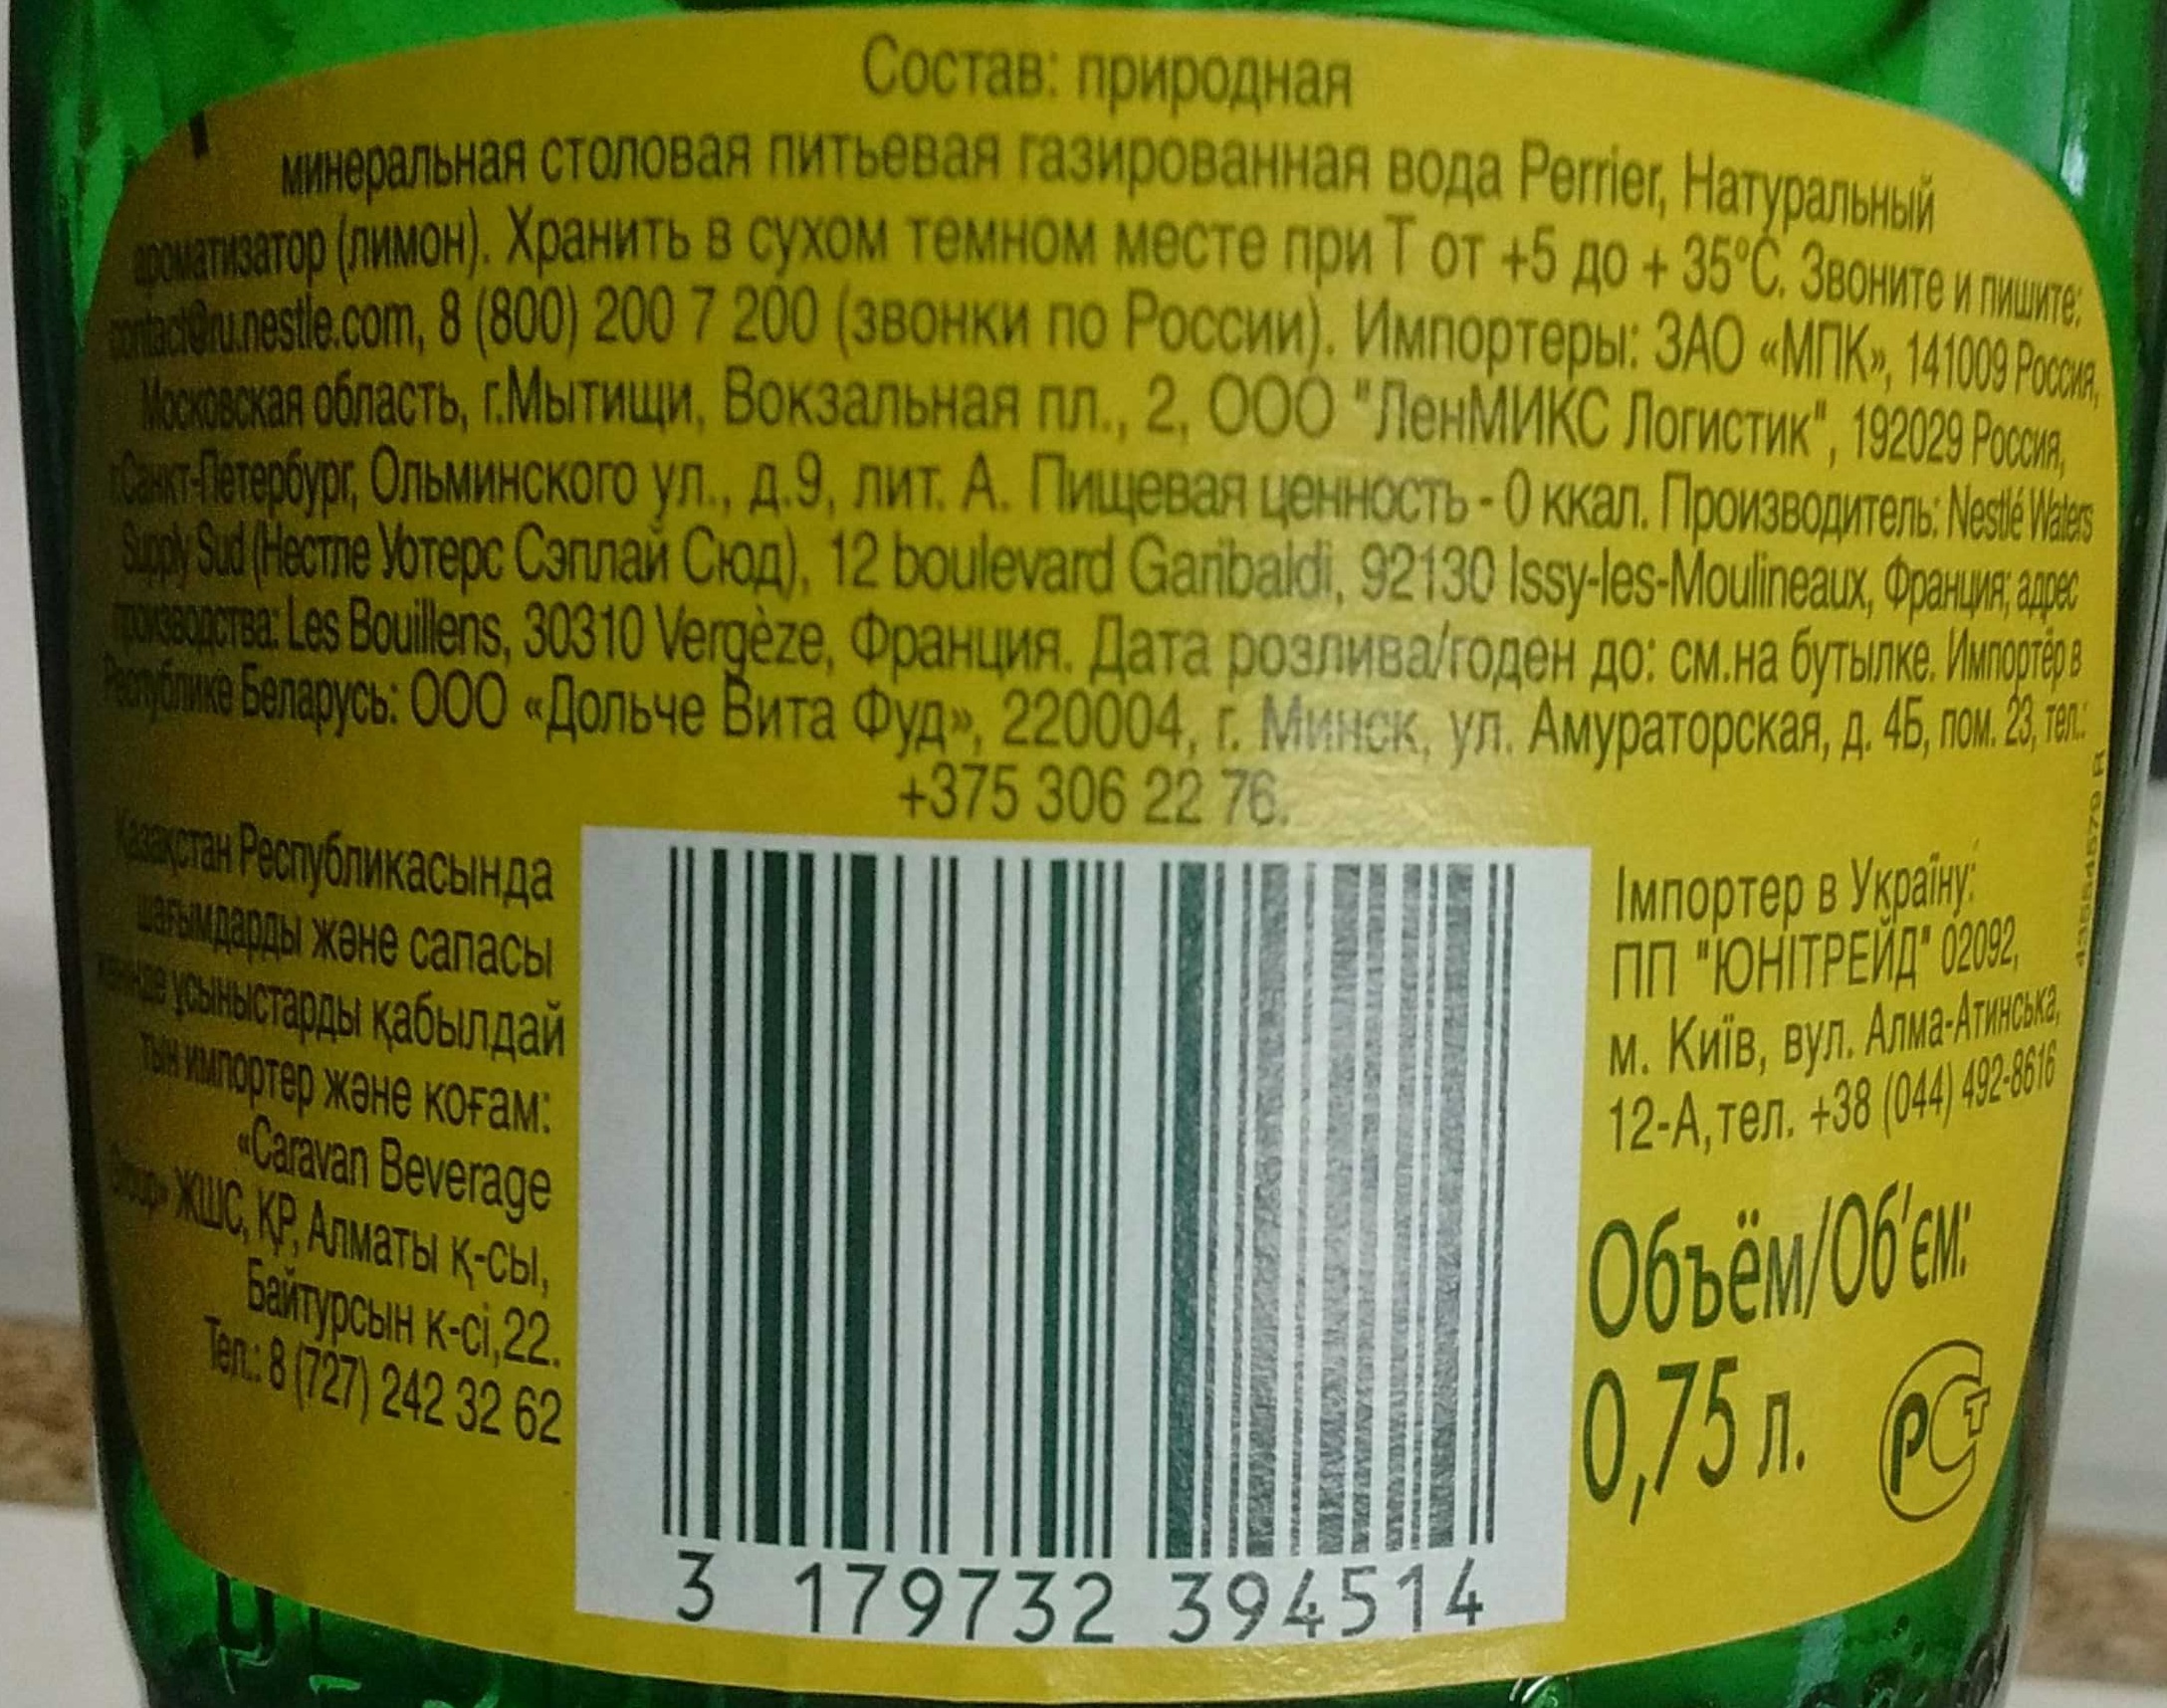 Состав: природная
минеральная столовая питьевая газированная вода Perrier, Натуральный
ароматизатор (лимон). Хранить в сухом темном месте при Т от +5 до + 35°С. Звоните и пишите:
contact@ru.nestle.com, 8 (800) 200 7 200 (звонки по России). Импортеры: ЗАО «МПК», 141009 Россия,
Московская область, г.Мытищи, Вокзальная пл., 2, ООО "ЛенМИКС Логистик", 192029 Россия,
г.Санкт-Петербург, Ольминского ул., д.9, лит. А. Пищевая ценность - 0 ккал. Производитель: Nestlé Waters
Supply Sud (Нестле Уотерс Сэплай Сюд), 12 boulevard Garibaldi, 92130 Issy-les-Moulineaux, Франция; адрес
производства: Les Bouillens, 30310 Vergèze, Франция. Дата розлива/годен до: см.на бутылке. Импортёр в
Республике Беларусь: ООО «Дольче Вита Фуд», 220004, г. Минск, ул. Амураторская, д. 4Б, пом. 23, тел.:
+375 306 22 76.
Қазақстан Республикасында
шағымдарды және сапасы
жөнінде ұсыныстарды қабылдай
тын импортер және коғам:
«Caravan Beverage
Group» ЖШС, ҚР, Алматы қ-сы,
Байтурсын к-сі,22.
Тел.: 8 (727) 242 32 62
Імпортер в Україну:
ПП "ЮНІТРЕЙД" 02092,
м. Київ, вул. Алма-Атинська,
12-А,тел. +38 (044) 492-8616
Объём/Об'єм:
0,75 л.
РСТ
3 179732 394514